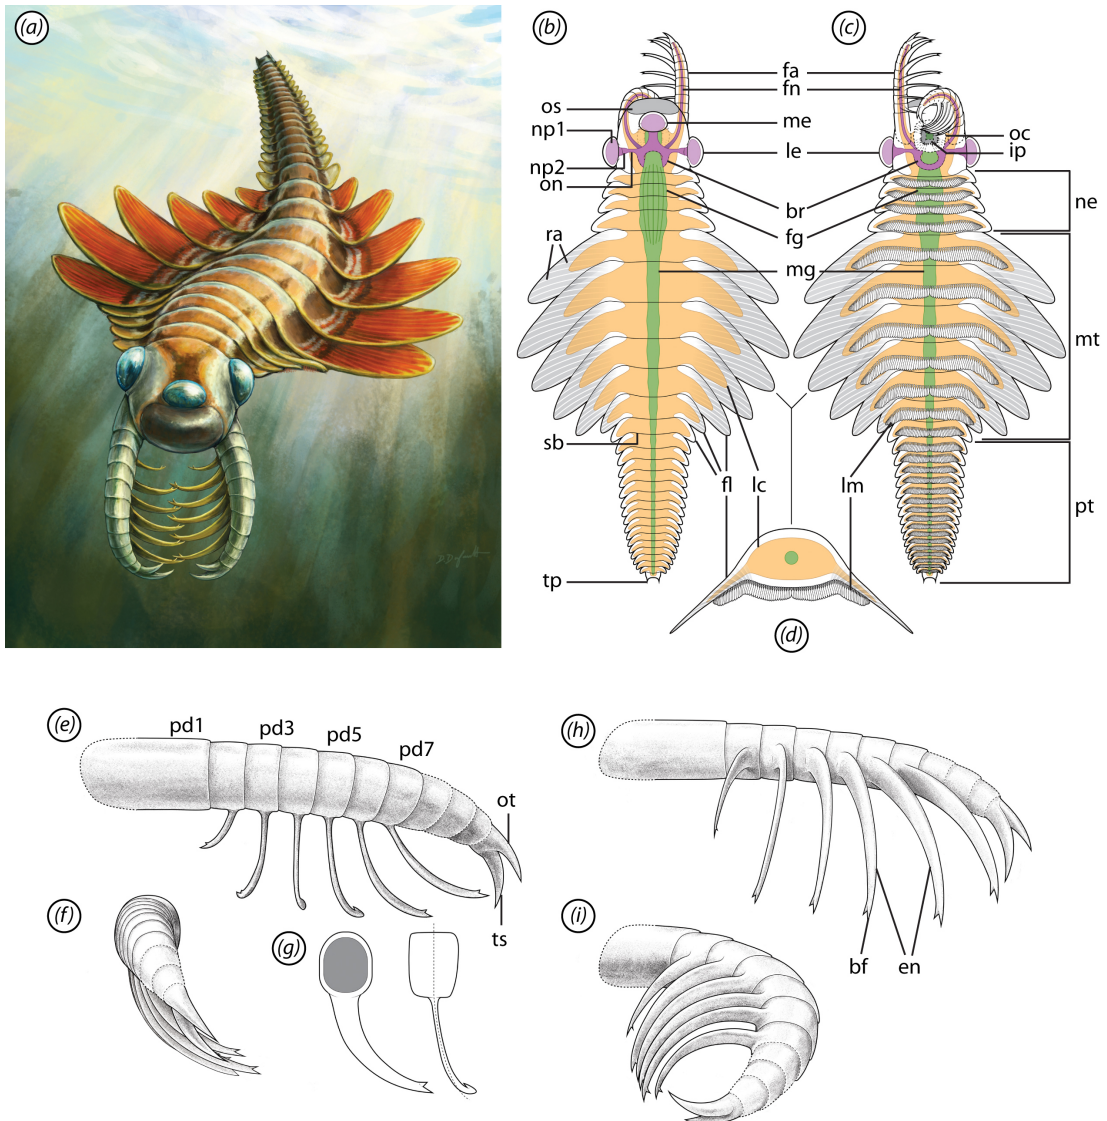 (a)
(b)
(c)
fa
fn
os
me
np1
oc
le
ip
np2
on
ne
br
fg
ra
mg
mt
sb
fl
lc
lm
pt
tp
(d)
(e)
pd1
pd3
pd5
pd7
(h)
ot
(f)
ts
(g)
(i)
bf
en